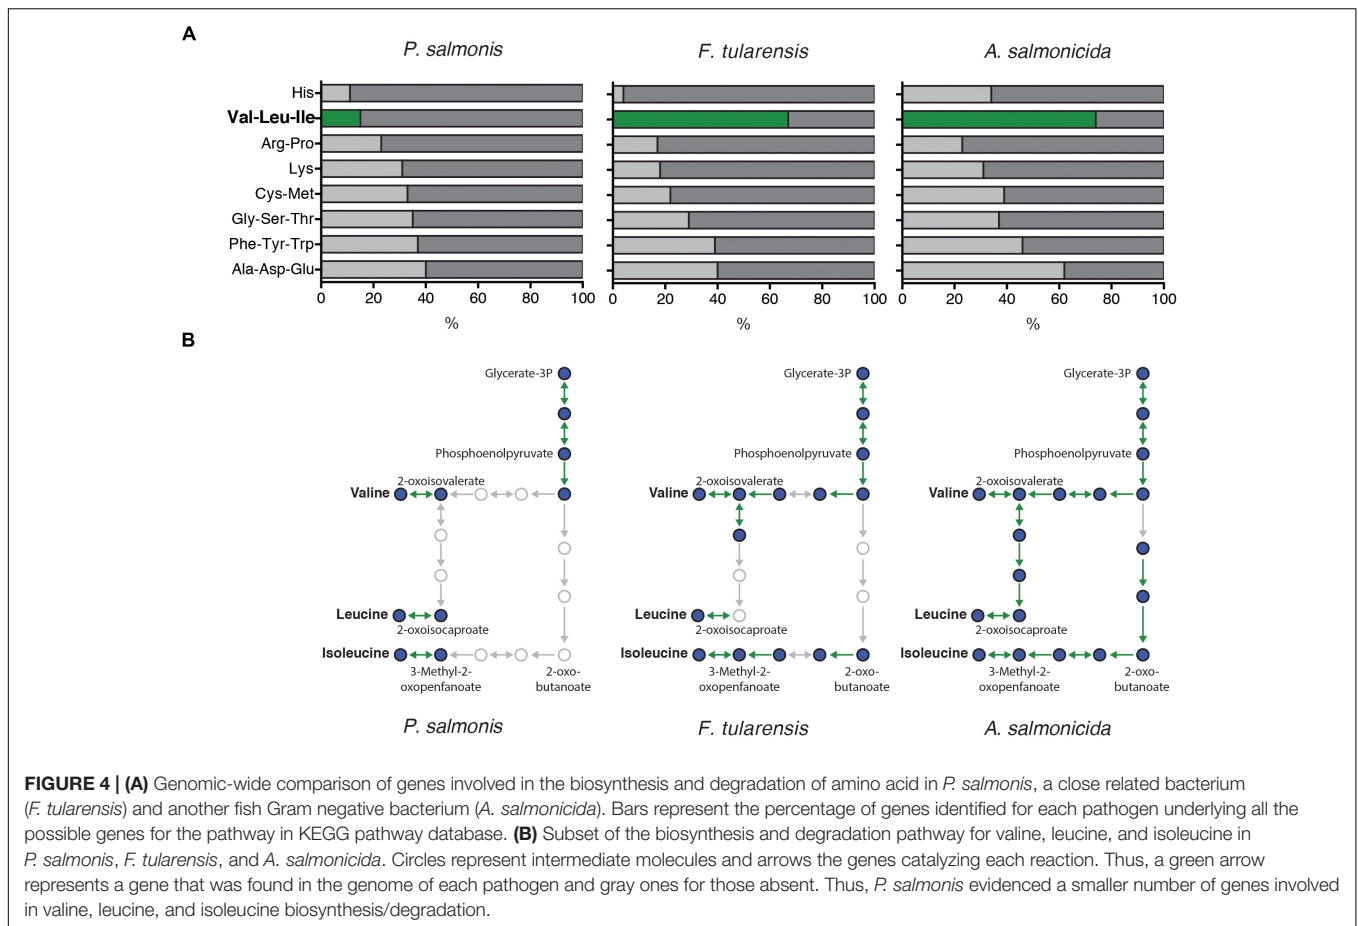 A
P. salmonis
F. tularensis
A. salmonicida
His
Val-Leu-Ile
Arg-Pro
Lys
Cys-Met
Gly-Ser-Thr
Phe-Tyr-Trp
Ala-Asp-Glu
0 20 40 60 80 100
0 20 40 60 80 100
0 20 40 60 80 100
%
%
%
B
Glycerate-3P
Phosphoenolpyruvate
2-oxoisovalerate
Valine
Leucine
2-oxoisocaproate
Isoleucine
3-Methyl-2-
oxopenfanoate
2-oxo-
butanoate
P. salmonis
Glycerate-3P
Phosphoenolpyruvate
2-oxoisovalerate
Valine
Leucine
2-oxoisocaproate
Isoleucine
3-Methyl-2-
oxopenfanoate
2-oxo-
butanoate
F. tularensis
Glycerate-3P
Phosphoenolpyruvate
2-oxoisovalerate
Valine
Leucine
2-oxoisocaproate
Isoleucine
3-Methyl-2-
oxopenfanoate
2-oxo-
butanoate
A. salmonicida
FIGURE 4 | (A) Genomic-wide comparison of genes involved in the biosynthesis and degradation of amino acid in P. salmonis, a close related bacterium
(F. tularensis) and another fish Gram negative bacterium (A. salmonicida). Bars represent the percentage of genes identified for each pathogen underlying all the
possible genes for the pathway in KEGG pathway database. (B) Subset of the biosynthesis and degradation pathway for valine, leucine, and isoleucine in
P. salmonis, F. tularensis, and A. salmonicida. Circles represent intermediate molecules and arrows the genes catalyzing each reaction. Thus, a green arrow
represents a gene that was found in the genome of each pathogen and gray ones for those absent. Thus, P. salmonis evidenced a smaller number of genes involved
in valine, leucine, and isoleucine biosynthesis/degradation.